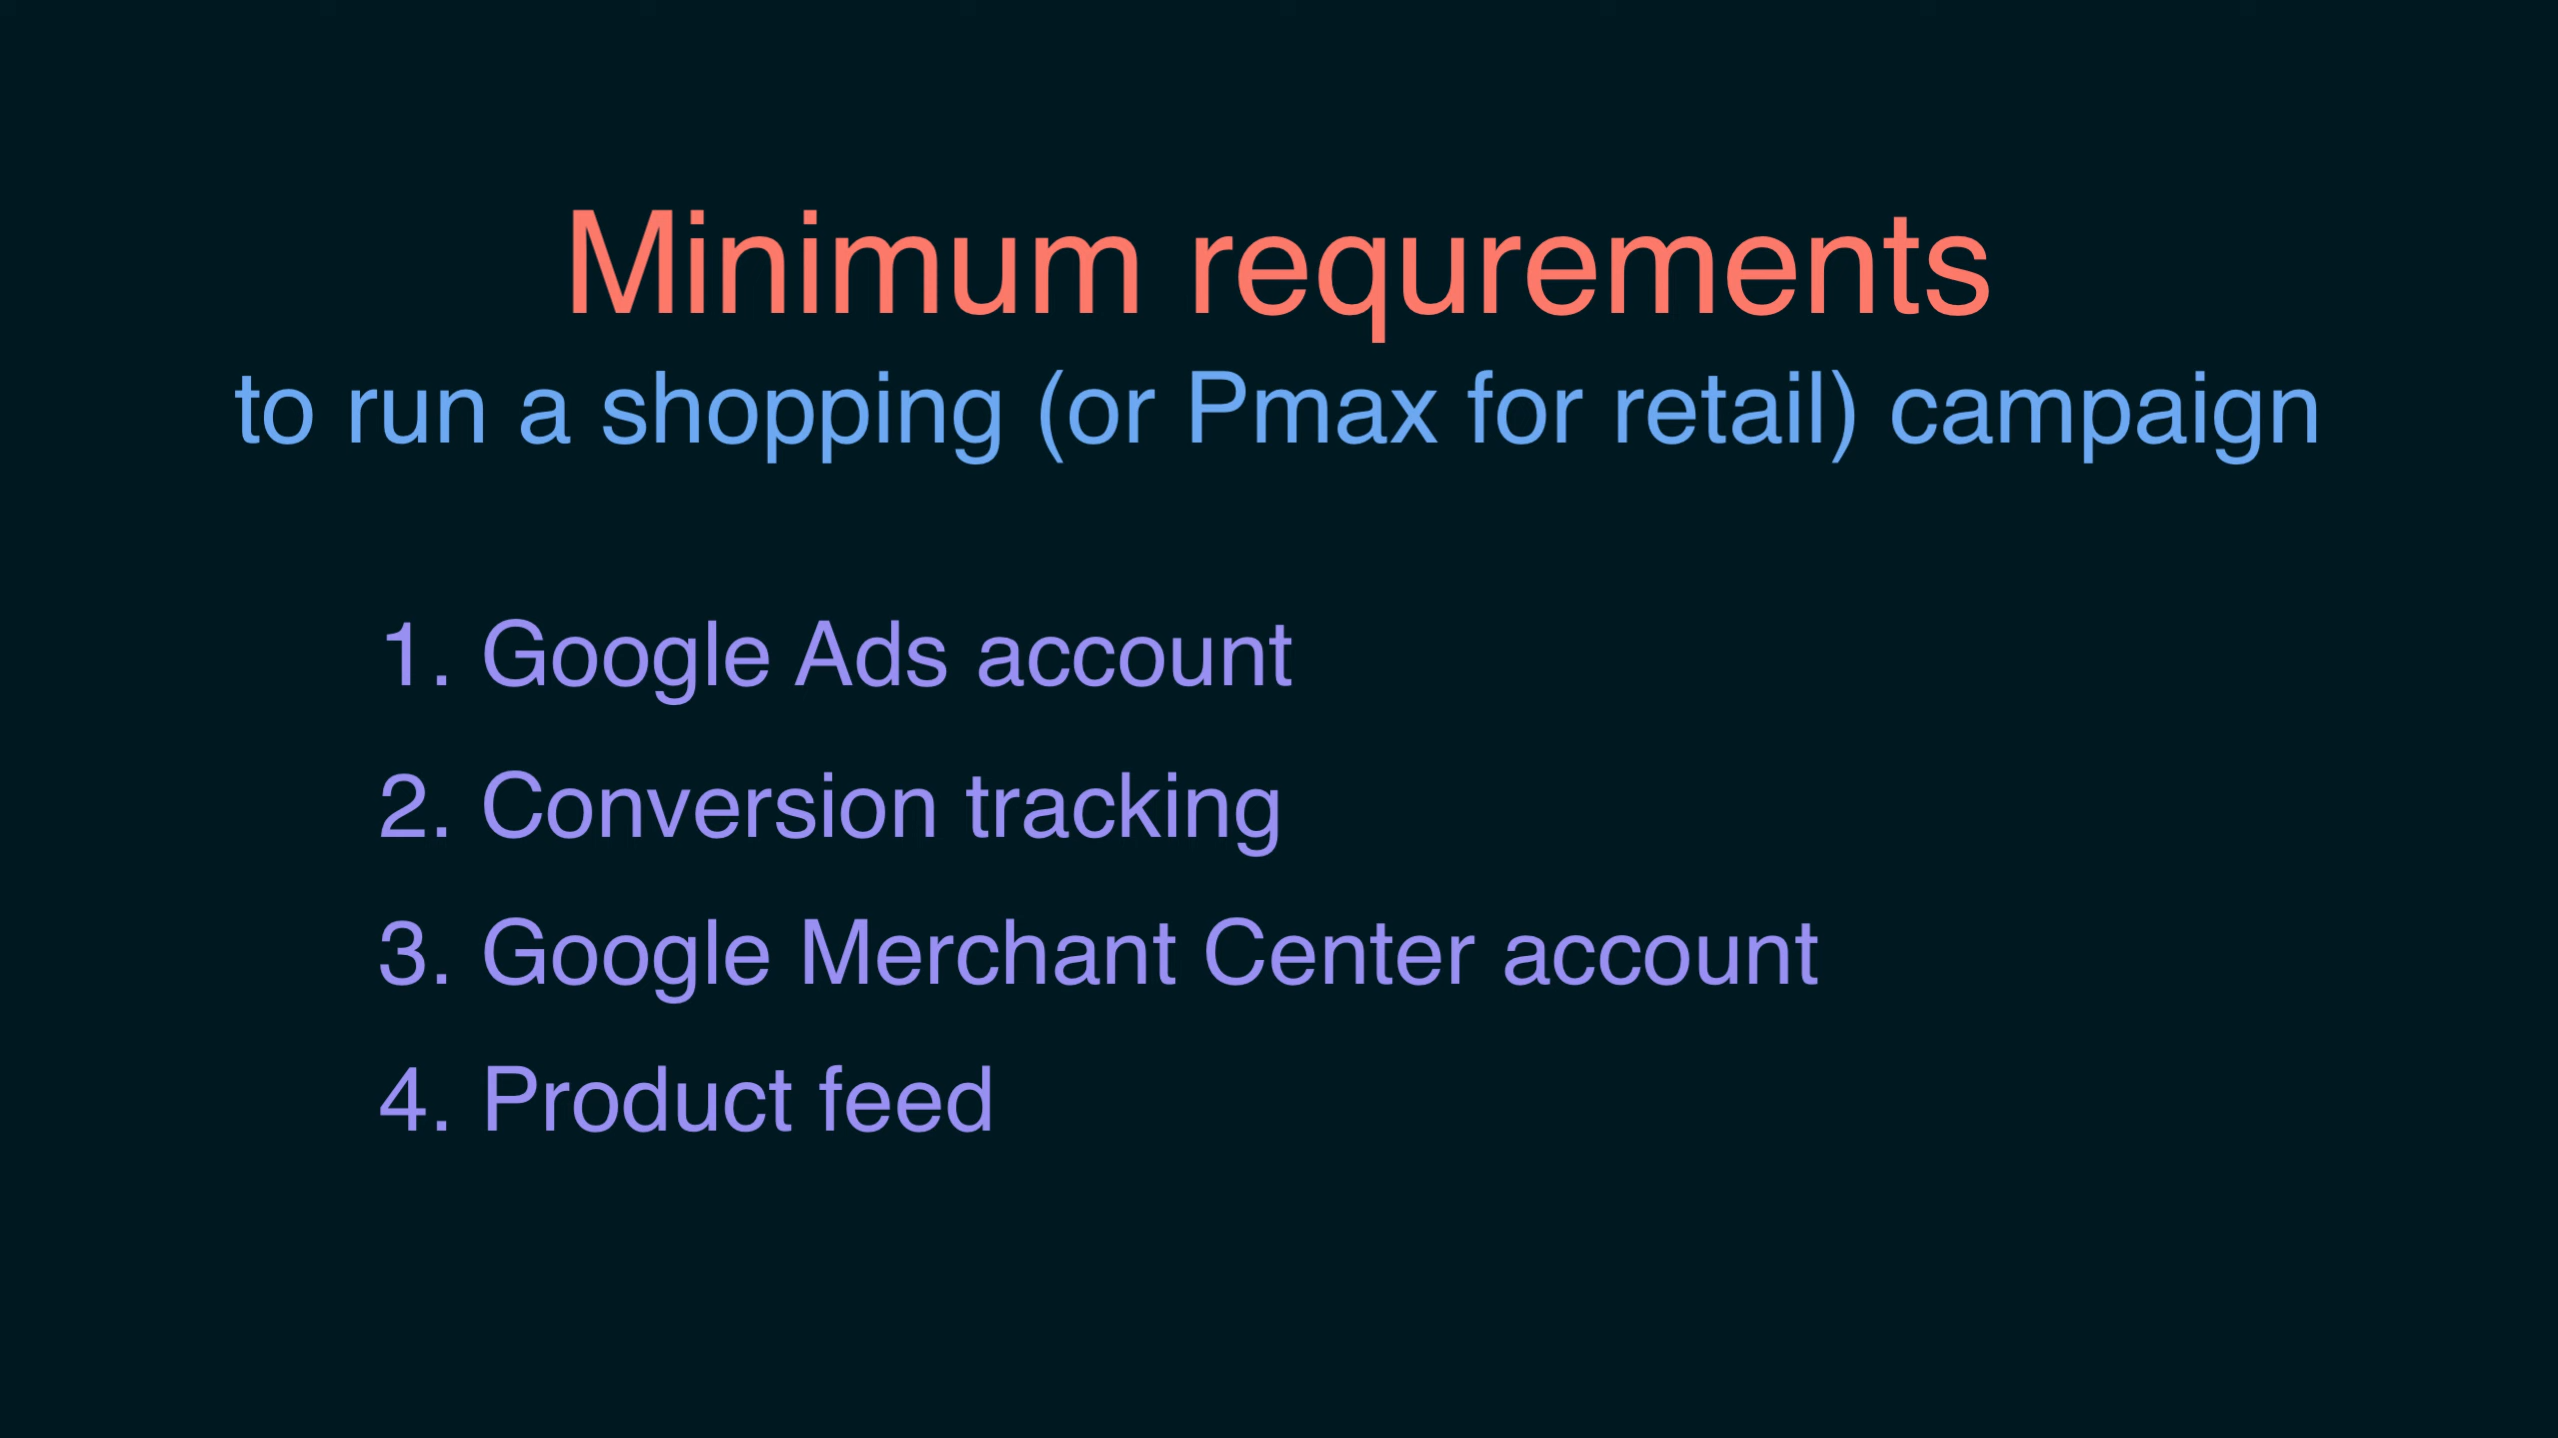 Minimum requrements
to run a shopping (or Pmax for retail) campaign
1. Google Ads account
2. Conversion tracking
3. Google Merchant Center account
4. Product feed